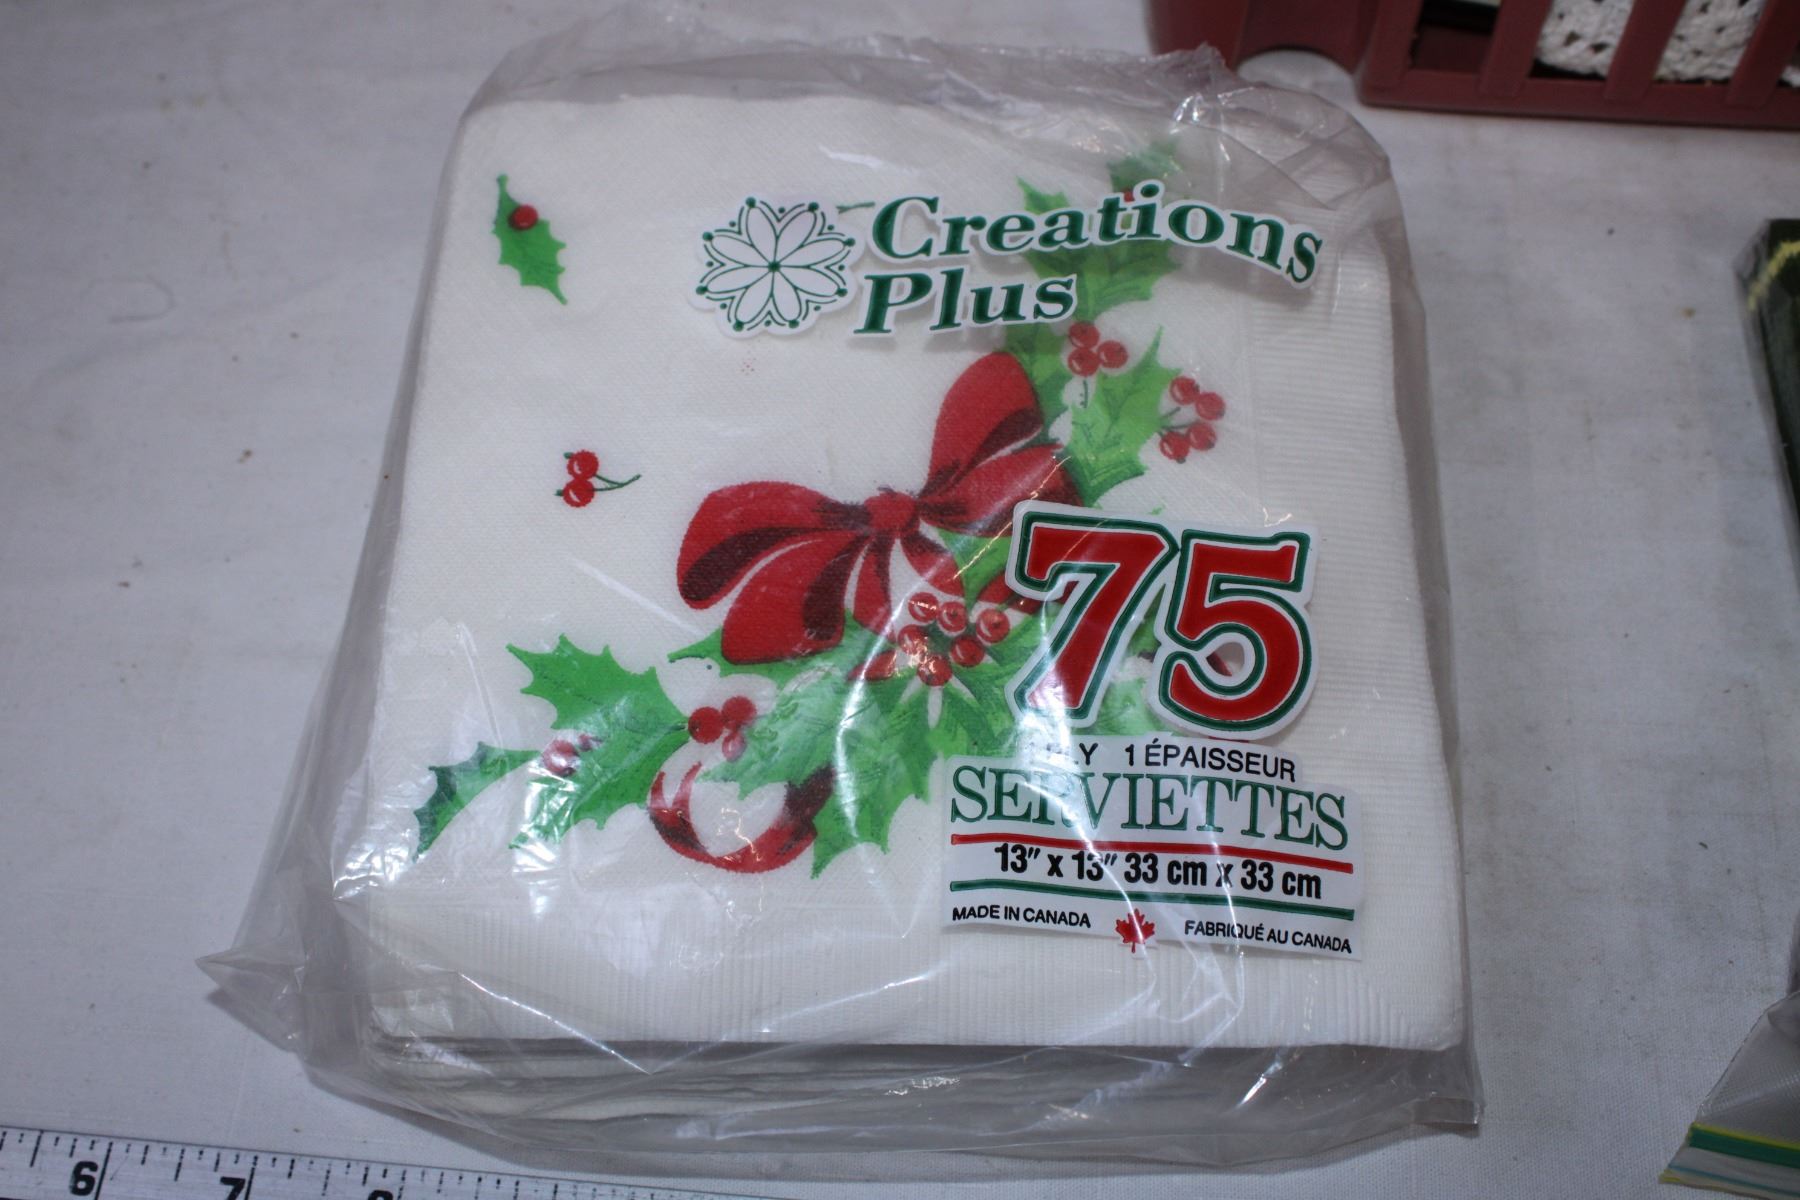 Creations
Plus
75
1 ÉPAISSEUR
SERVIETTES
13" x 13" 33 cm x 33 cm
MADE IN CANADA FABRIQUÉ AU CANADA
6 7